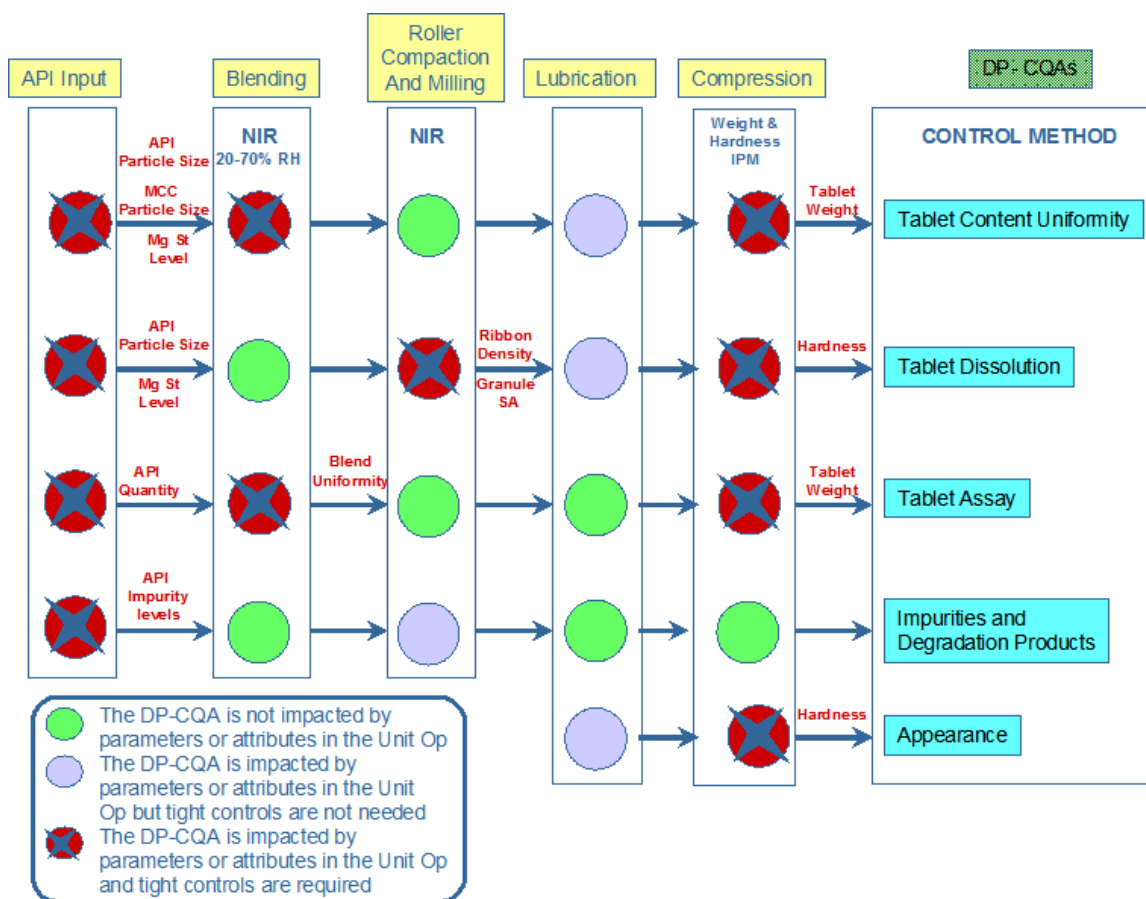 API Input
Blending
Roller
Compaction
And Milling
Lubrication
Compression
DP- CQAs
NIR
20-70% RH
NIR
Weight &
Hardness
IPM
CONTROL METHOD
API
Particle Size
MCC
Particle Size
Mg St
Level
Tablet
Weight
Tablet Content Uniformity
API
Particle Size
Mg St
Level
Ribbon
Density
Granule
SA
Hardness
Tablet Dissolution
API
Quantity
Blend
Uniformity
Tablet
Weight
Tablet Assay
API
Impurity
levels
Impurities and
Degradation Products
Hardness
Appearance
The DP-CQA is not impacted by
parameters or attributes in the Unit Op
The DP-CQA is impacted by
parameters or attributes in the Unit
Op but tight controls are not needed
The DP-CQA is impacted by
parameters or attributes in the Unit Op
and tight controls are required